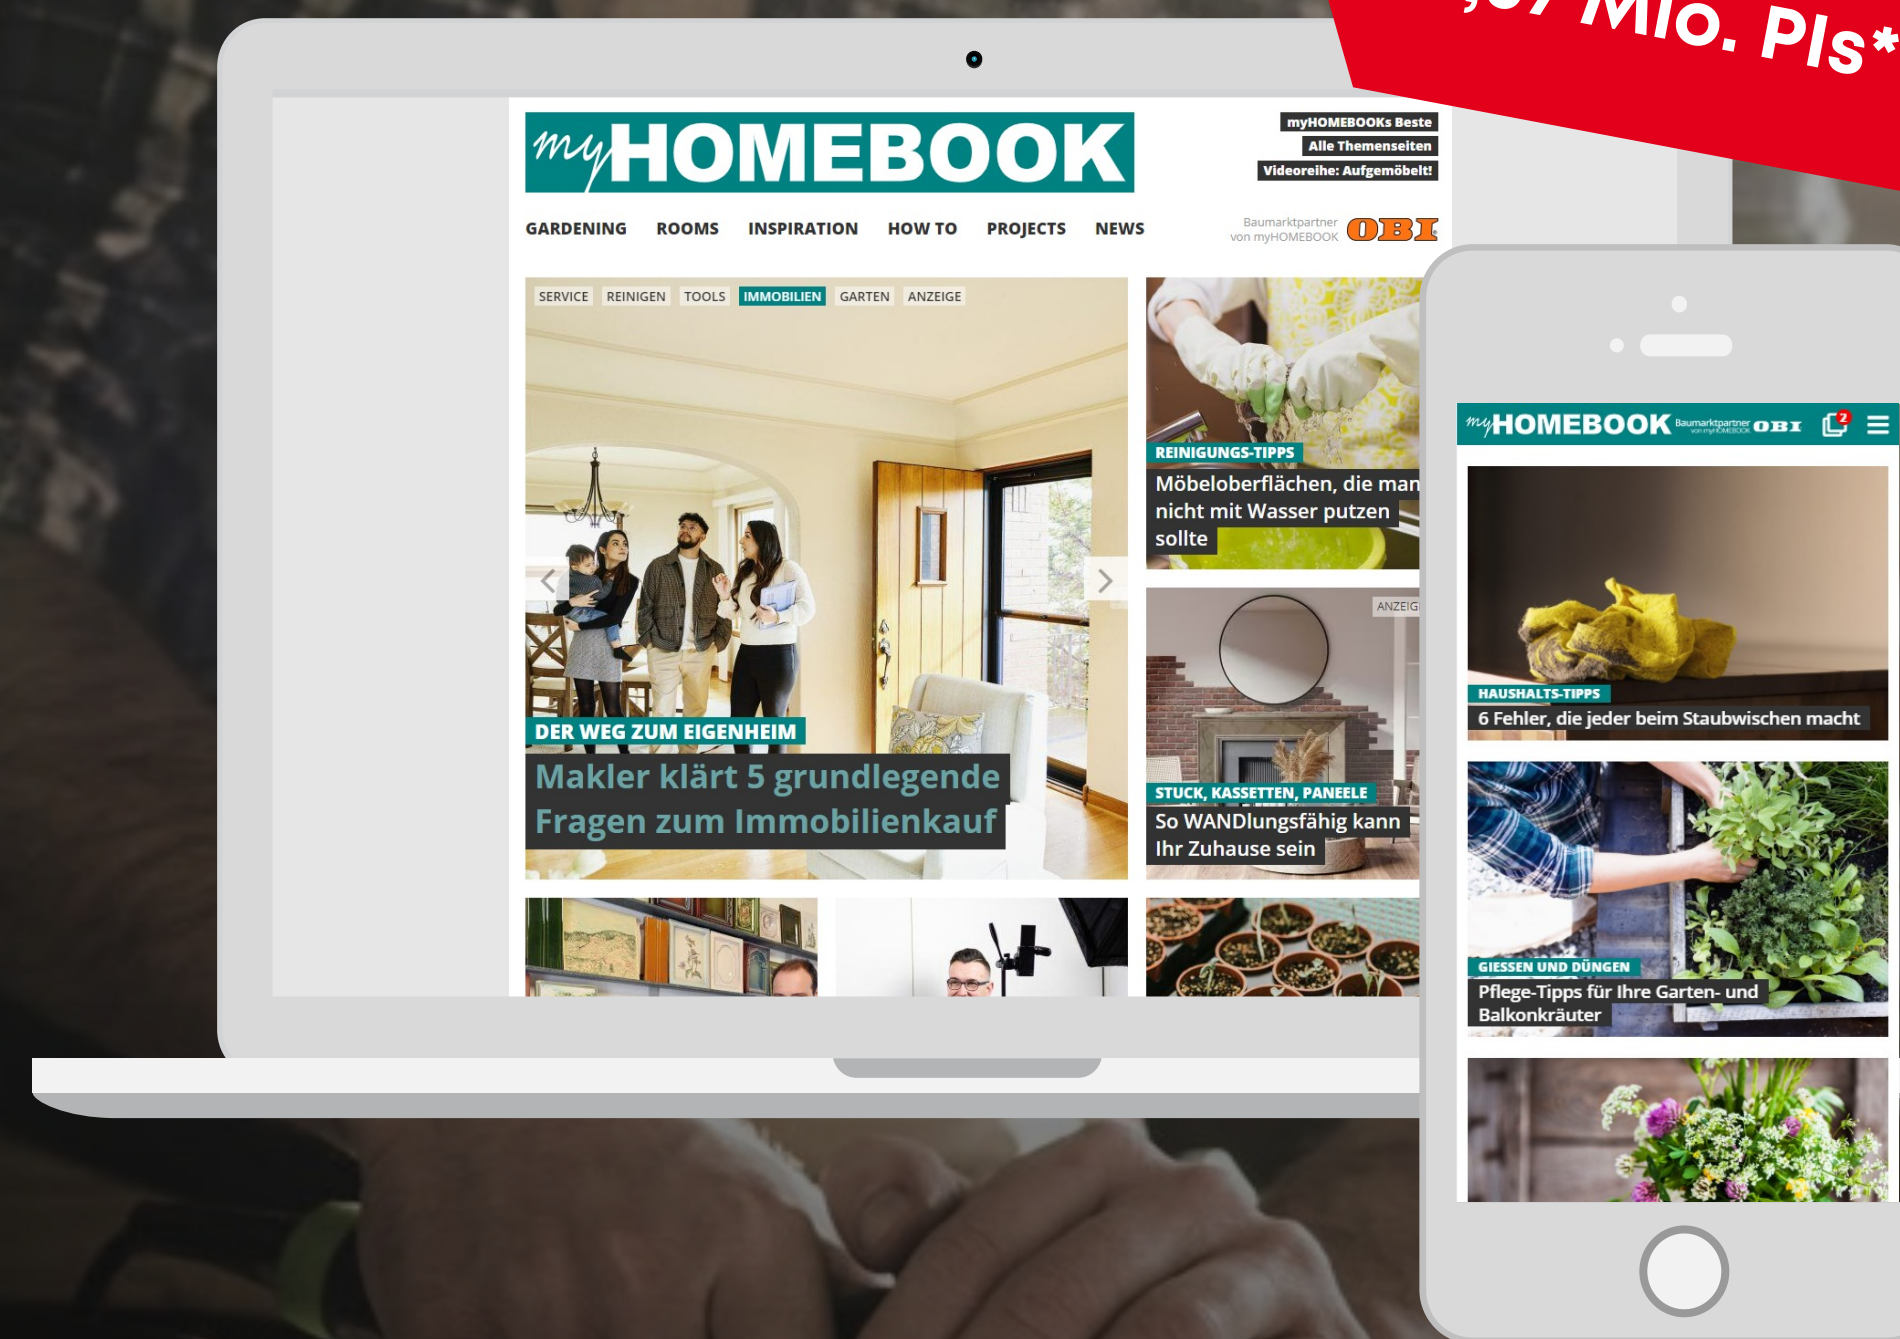 Mio. PIs*
myHOMEBOOK
myHOMEBOOKs Beste
Alle Themenseiten
Videoreihe: Aufgemöbelt!
GARDENING ROOMS INSPIRATION HOW TO PROJECTS NEWS
Baumarktpartner
von myHOMEBOOK
OBI
SERVICE REINIGEN TOOLS IMMOBILIEN GARTEN ANZEIGE
DER WEG ZUM EIGENHEIM
Makler klärt 5 grundlegende
Fragen zum Immobilienkauf
REINIGUNGS-TIPPS
Möbeloberflächen, die man
nicht mit Wasser putzen
sollte
STUCK, KASSETTEN, PANEELE
So WANDlungsfähig kann
Ihr Zuhause sein
myHOMEBOOK
Baumarktpartner
von myHOMEBOOK
OBI
2
HAUSHALTS-TIPPS
6 Fehler, die jeder beim Staubwischen macht
GIESSEN UND DÜNGEN
Pflege-Tipps für Ihre Garten- und
Balkonkräuter